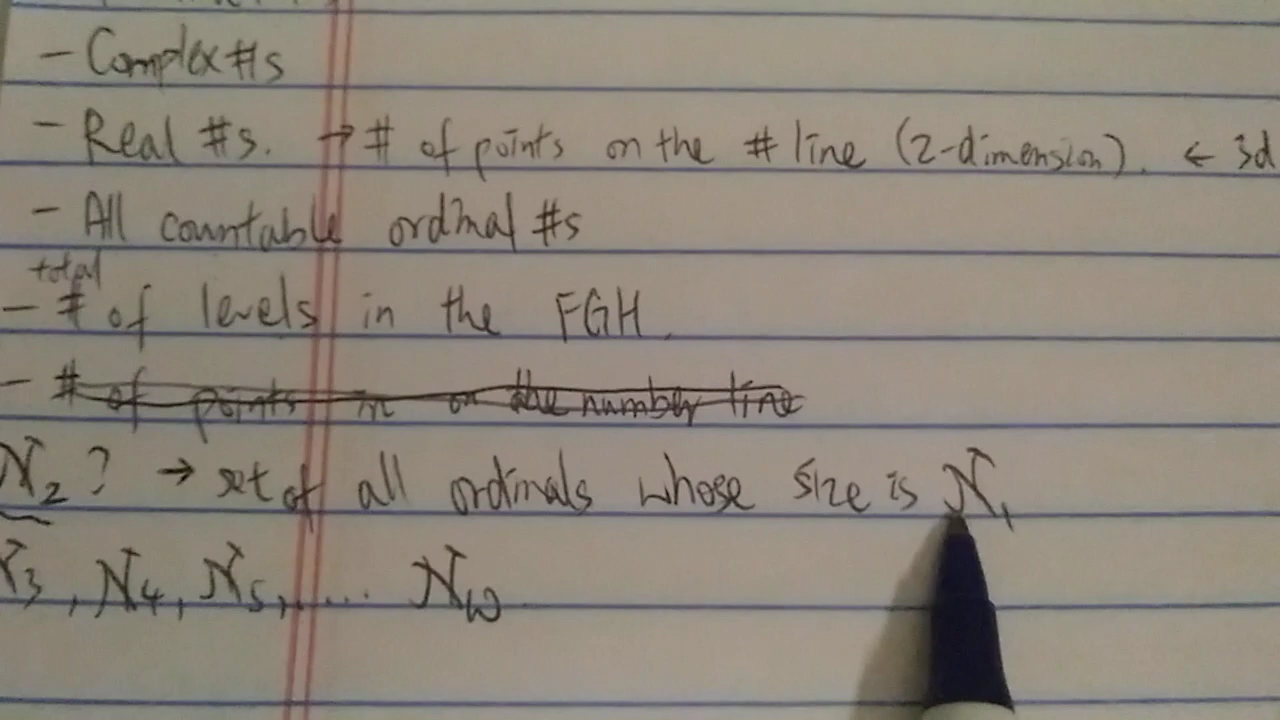 - Complex #s
- Real #s. → # of points on the # line (2-dimension). ← 3d
- All countable ordinal #s
total
- # of levels in the FGH.
- # of points in on the number line
ℵ2 ? → set of all ordinals whose size is ℵ1
ℵ3, ℵ4, ℵ5, .... ℵω